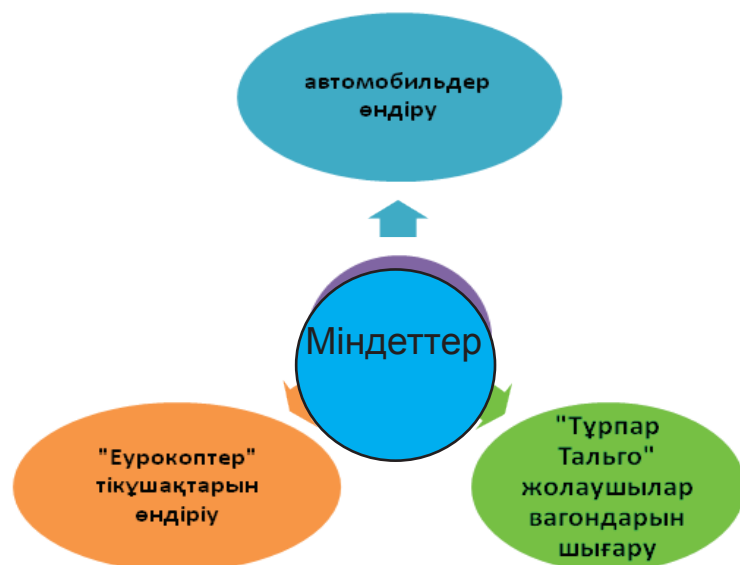 автомобильдер
өндіру
Міндеттер
"Еурокоптер"
тікұшақтарын
өндіріу
"Тұрпар
Тальго"
жолаушылар
вагондарын
шығару